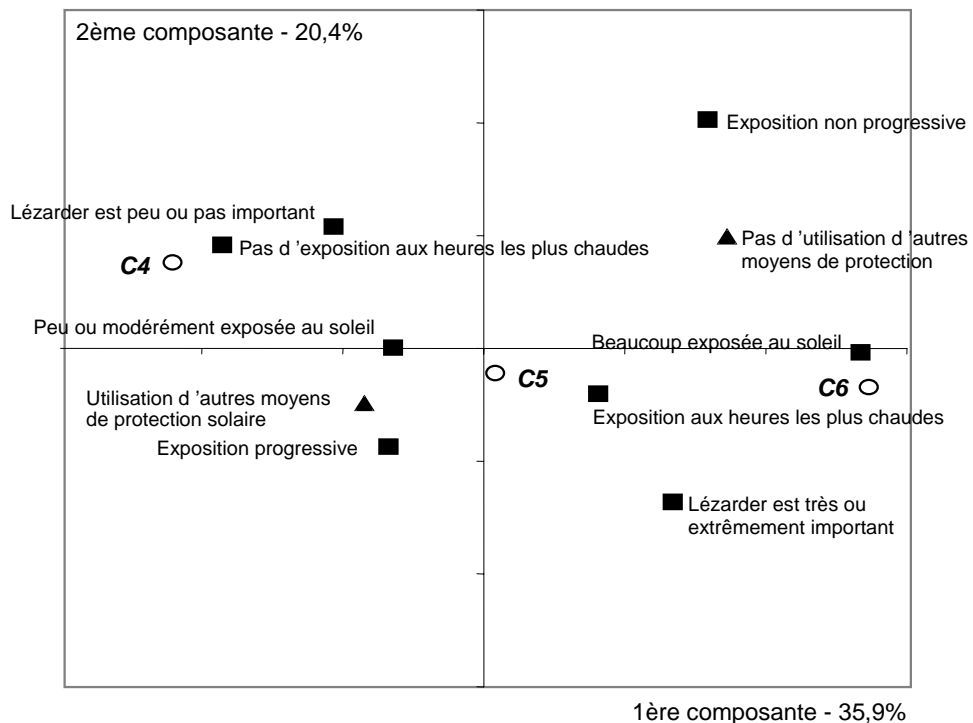 2ème composante - 20,4%
Exposition non progressive
Lézarder est peu ou pas important
Pas d 'exposition aux heures les plus chaudes
Pas d 'utilisation d 'autres
moyens de protection
C4
Peu ou modérément exposée au soleil
Beaucoup exposée au soleil
C5
C6
Utilisation d 'autres moyens
de protection solaire
Exposition aux heures les plus chaudes
Exposition progressive
Lézarder est très ou
extrêmement important
1ère composante - 35,9%